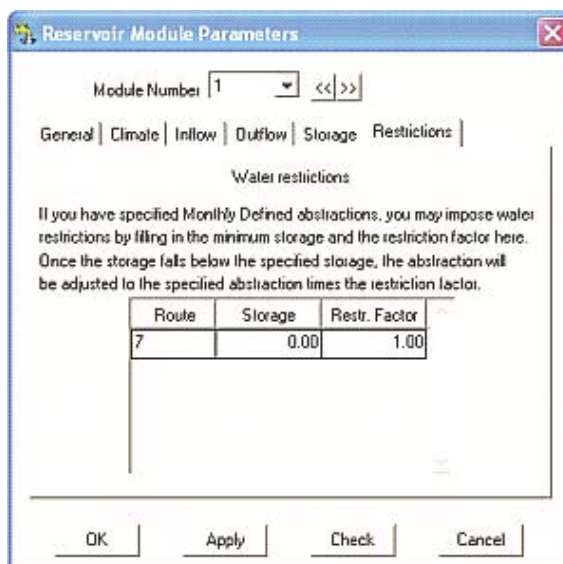 Reservoir Module Parameters
Module Number 1 << >>
General Climate Inflow Outflow Storage Restrictions
Water restrictions
If you have specified Monthly Defined abstractions, you may impose water
restrictions by filling in the minimum storage and the restriction factor here.
Once the storage falls below the specified storage, the abstraction will
be adjusted to the specified abstraction times the restriction factor.
Route Storage Restr. Factor
7 0.00 1.00
OK Apply Check Cancel